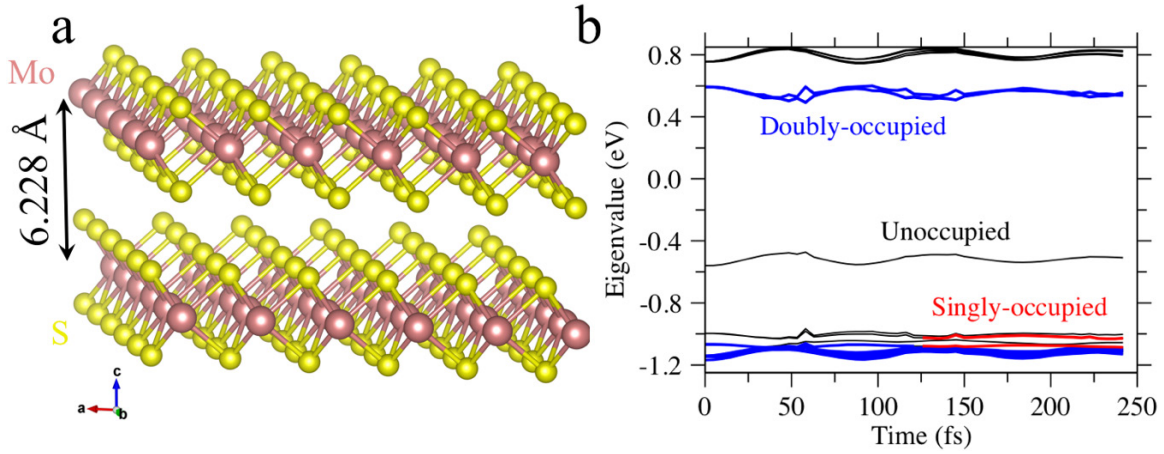 a
Mo
6.228 Å
S
c
a
b
b
Eigenvalue (eV)
0.8
0.4
0.0
-0.4
-0.8
-1.2
Doubly-occupied
Unoccupied
Singly-occupied
0 50 100 150 200 250
Time (fs)